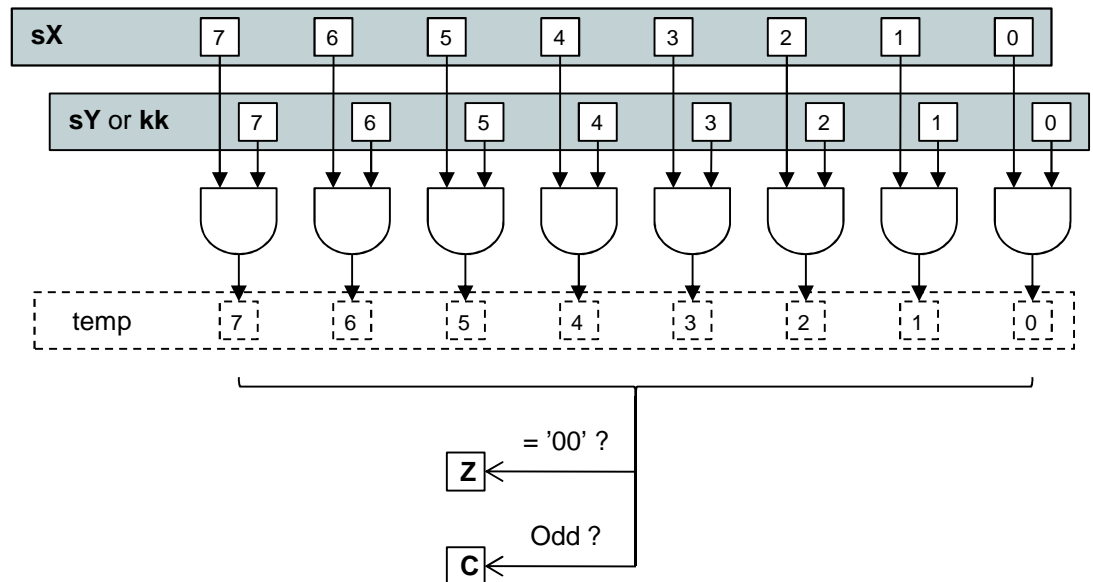 sX 7 6 5 4 3 2 1 0
sY or kk 7 6 5 4 3 2 1 0
temp 7 6 5 4 3 2 1 0
= ’00’ ?
Z
Odd ?
C